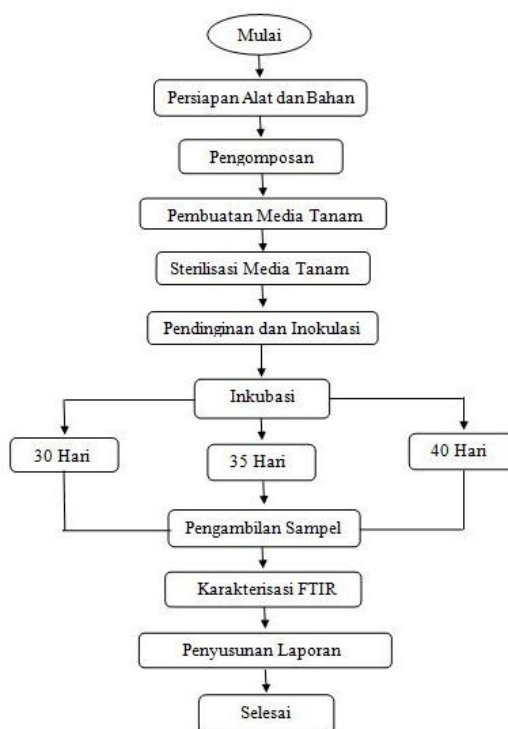 Mulai
Persiapan Alat dan Bahan
Pengomposan
Pembuatan Media Tanam
Sterilisasi Media Tanam
Pendinginan dan Inokulasi
Inkubasi
30 Hari
35 Hari
40 Hari
Pengambilan Sampel
Karakterisasi FTIR
Penyusunan Laporan
Selesai